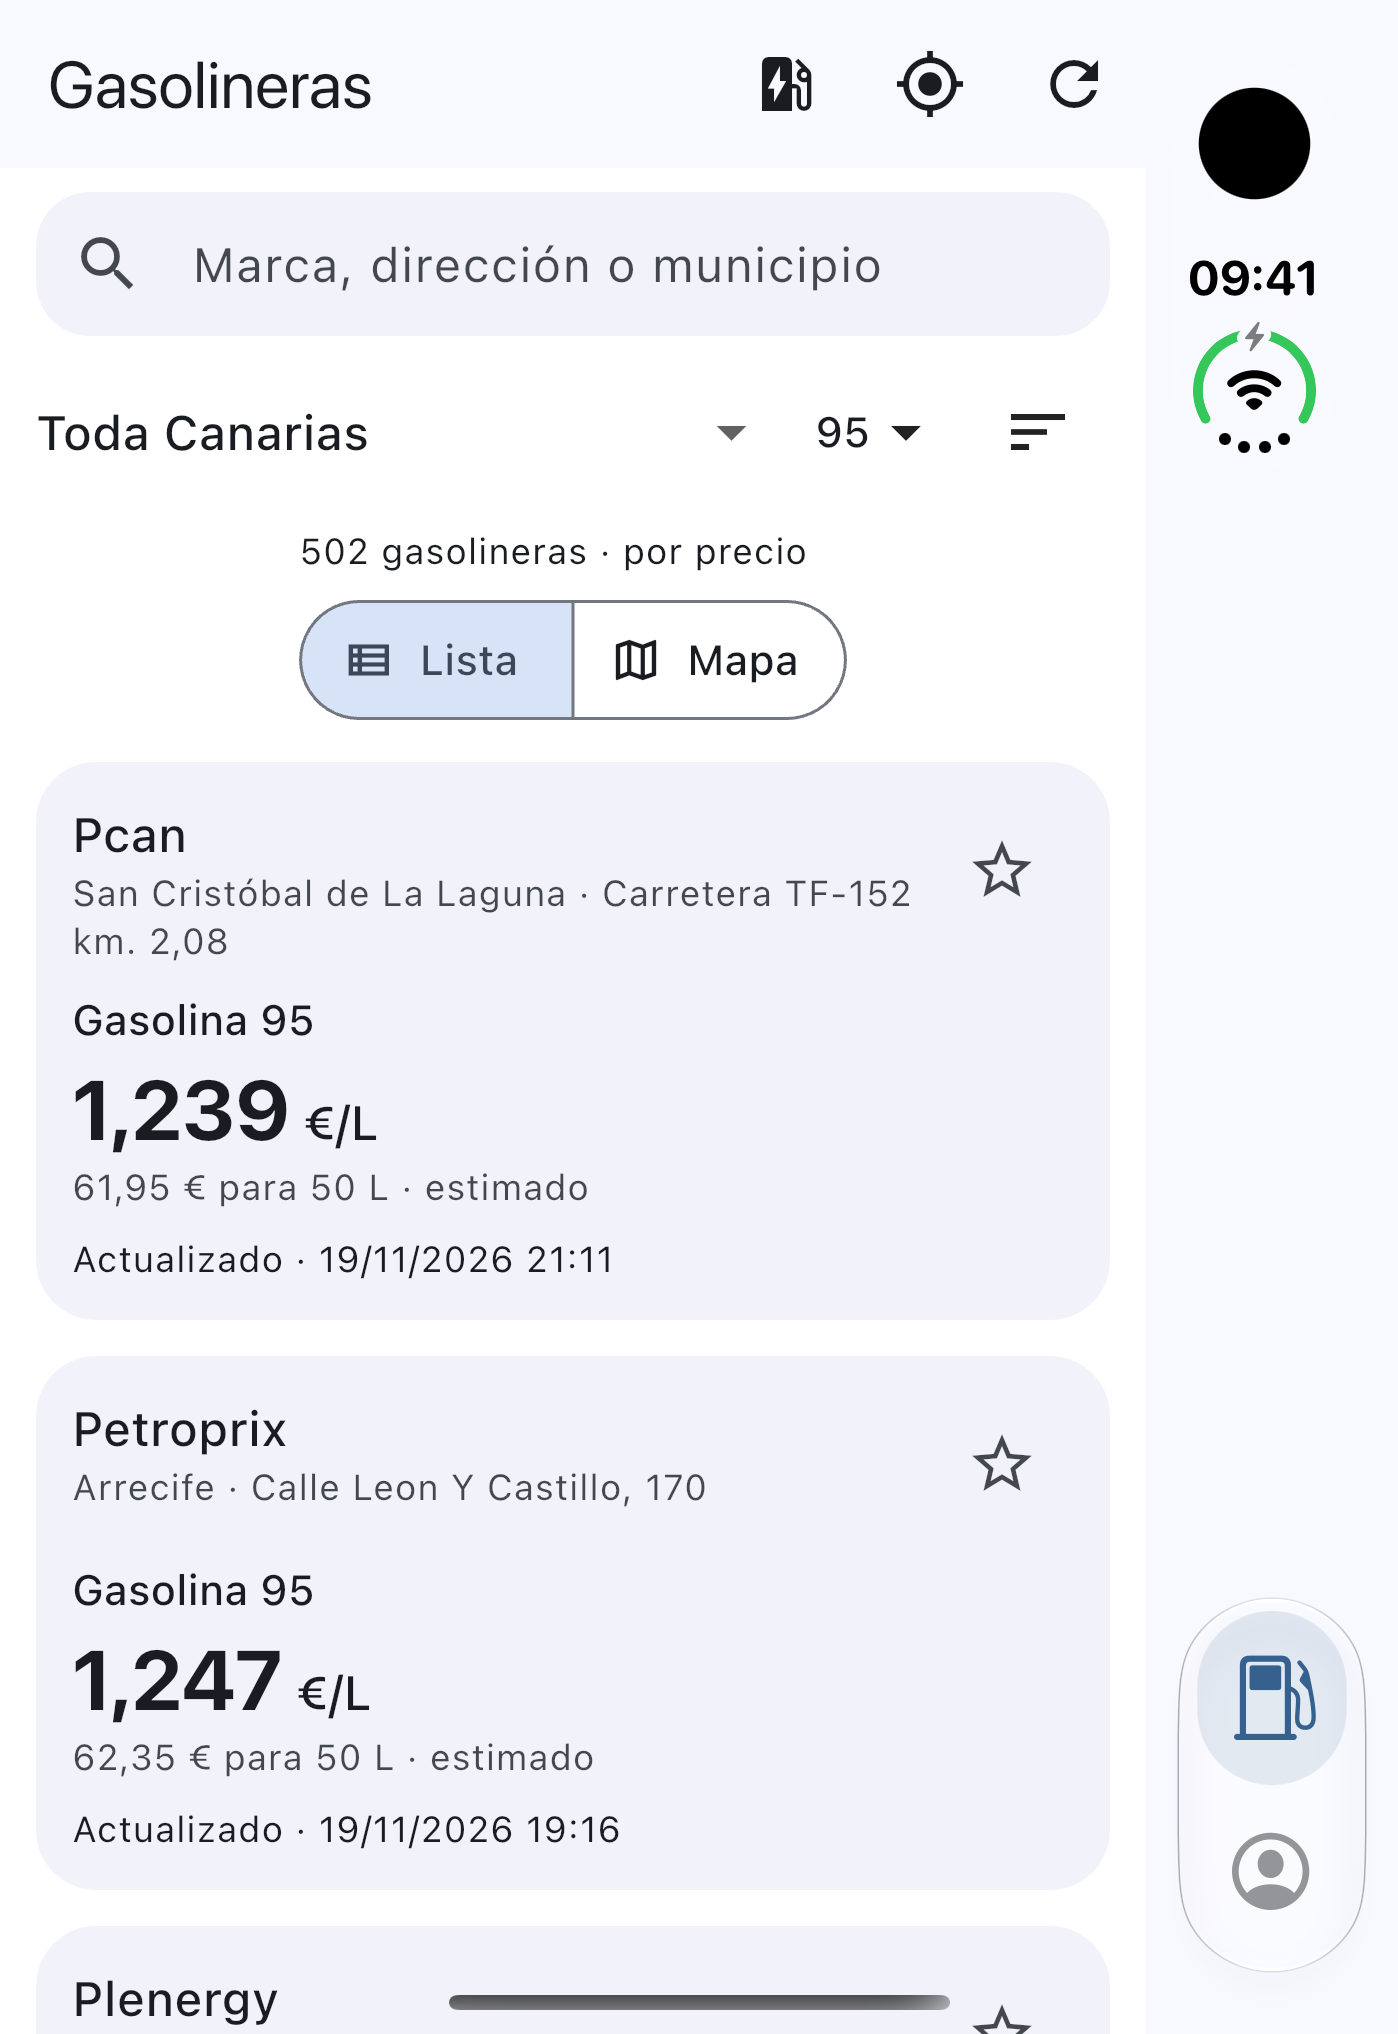 Gasolineras
09:41
Marca, dirección o municipio
Toda Canarias
95
502 gasolineras · por precio
Lista
Mapa
Pcan
San Cristóbal de La Laguna · Carretera TF-152
km. 2,08
Gasolina 95
1,239 €/L
61,95 € para 50 L · estimado
Actualizado · 19/11/2026 21:11
Petroprix
Arrecife · Calle Leon Y Castillo, 170
Gasolina 95
1,247 €/L
62,35 € para 50 L · estimado
Actualizado · 19/11/2026 19:16
Plenergy